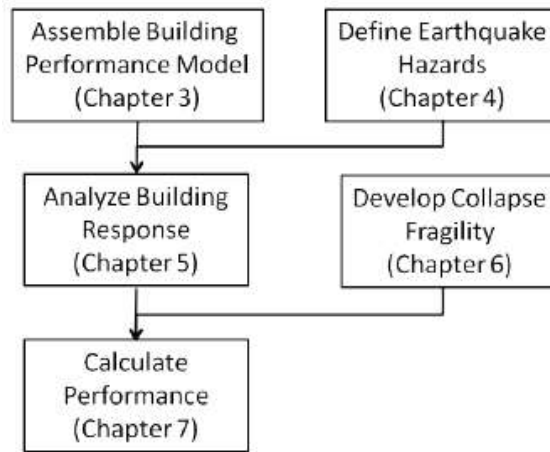 Assemble Building
Performance Model
(Chapter 3)
Define Earthquake
Hazards
(Chapter 4)
Analyze Building
Response
(Chapter 5)
Develop Collapse
Fragility
(Chapter 6)
Calculate
Performance
(Chapter 7)